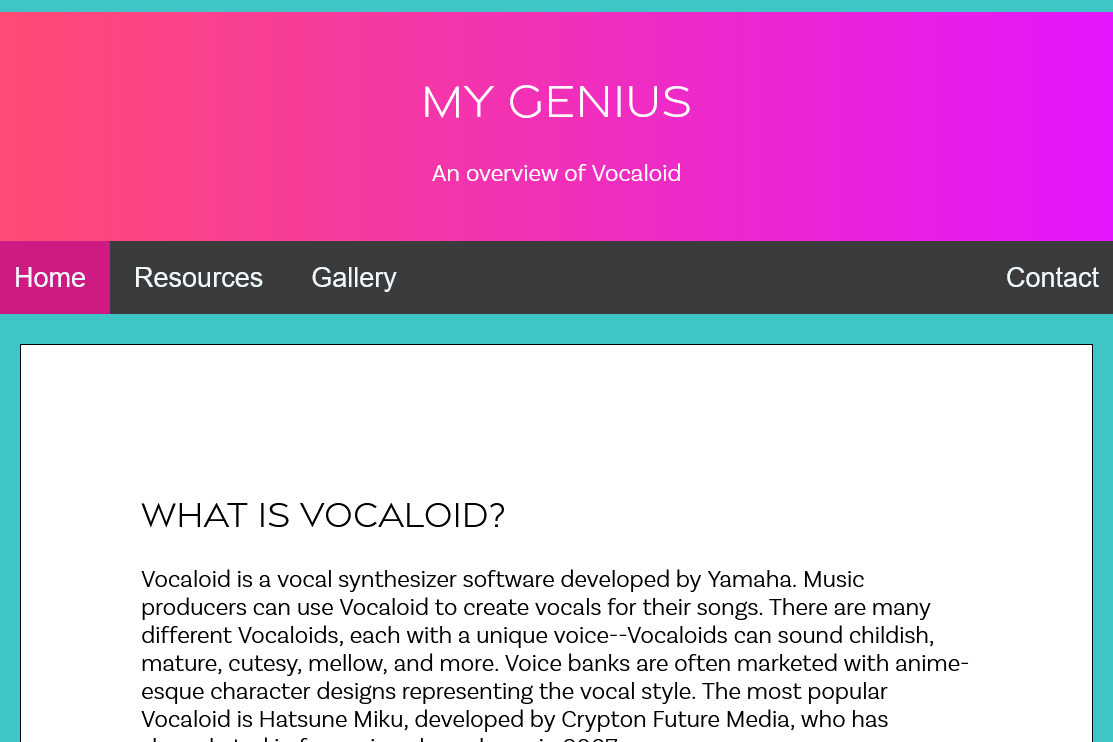 MY GENIUS
An overview of Vocaloid
Home Resources Gallery Contact
WHAT IS VOCALOID?
Vocaloid is a vocal synthesizer software developed by Yamaha. Music
producers can use Vocaloid to create vocals for their songs. There are many
different Vocaloids, each with a unique voice--Vocaloids can sound childish,
mature, cutesy, mellow, and more. Voice banks are often marketed with anime-
esque character designs representing the vocal style. The most popular
Vocaloid is Hatsune Miku, developed by Crypton Future Media, who has